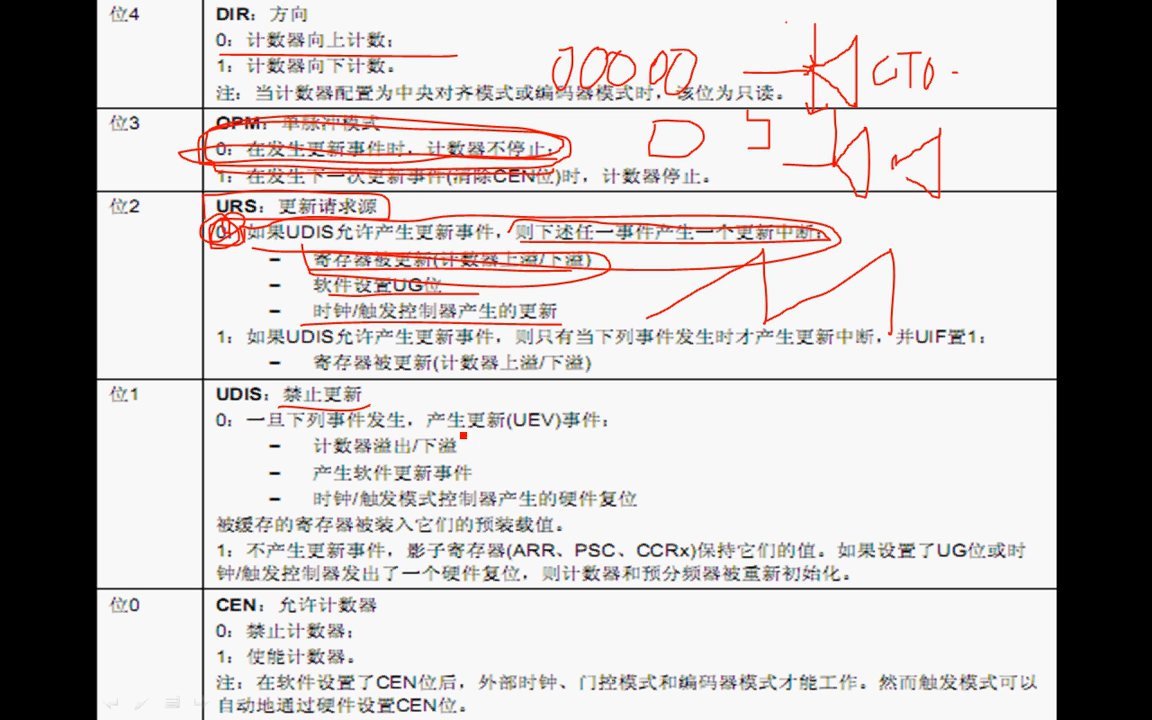 位4
DIR：方向
0：计数器向上计数；
1：计数器向下计数。
注：当计数器配置为中央对齐模式或编码器模式时，该位为只读。
位3
OPM：单脉冲模式
0：在发生更新事件时，计数器不停止；
1：在发生下一次更新事件(清除CEN位)时，计数器停止。
位2
URS：更新请求源
0：如果UDIS允许产生更新事件，则下述任一事件产生一个更新中断：
－ 寄存器被更新(计数器上溢/下溢)
－ 软件设置UG位
－ 时钟/触发控制器产生的更新
1：如果UDIS允许产生更新事件，则只有当下列事件发生时才产生更新中断，并UIF置1：
－ 寄存器被更新(计数器上溢/下溢)
位1
UDIS：禁止更新
0：一旦下列事件发生，产生更新(UEV)事件：
－ 计数器溢出/下溢
－ 产生软件更新事件
－ 时钟/触发模式控制器产生的硬件复位
被缓存的寄存器被装入它们的预装载值。
1：不产生更新事件，影子寄存器(ARR、PSC、CCRx)保持它们的值。如果设置了UG位或时
钟/触发控制器发出了一个硬件复位，则计数器和预分频器被重新初始化。
位0
CEN：允许计数器
0：禁止计数器；
1：使能计数器。
注：在软件设置了CEN位后，外部时钟、门控模式和编码器模式才能工作。然而触发模式可以
自动地通过硬件设置CEN位。